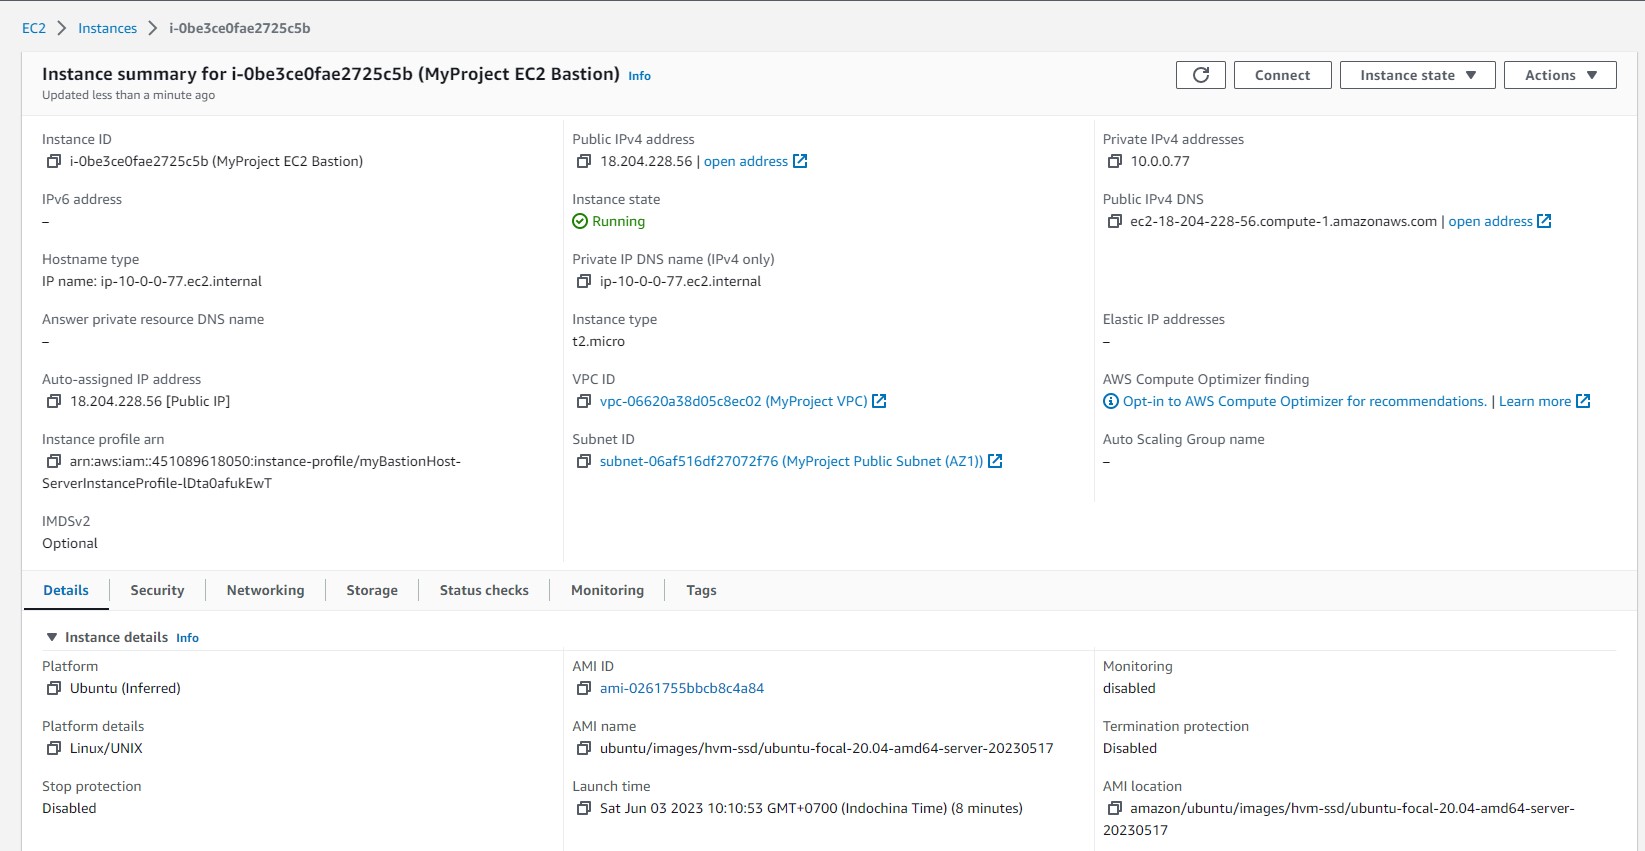 EC2 > Instances > i-0be3ce0fae2725c5b
Instance summary for i-0be3ce0fae2725c5b (MyProject EC2 Bastion) Info
Updated less than a minute ago
Connect
Instance state
Actions
Instance ID
i-0be3ce0fae2725c5b (MyProject EC2 Bastion)
Public IPv4 address
18.204.228.56 | open address
Private IPv4 addresses
10.0.0.77
IPv6 address
–
Instance state
Running
Public IPv4 DNS
ec2-18-204-228-56.compute-1.amazonaws.com | open address
Hostname type
IP name: ip-10-0-0-77.ec2.internal
Private IP DNS name (IPv4 only)
ip-10-0-0-77.ec2.internal
Answer private resource DNS name
–
Instance type
t2.micro
Elastic IP addresses
–
Auto-assigned IP address
18.204.228.56 [Public IP]
VPC ID
vpc-06620a38d05c8ec02 (MyProject VPC)
AWS Compute Optimizer finding
Opt-in to AWS Compute Optimizer for recommendations. | Learn more
Instance profile arn
arn:aws:iam::451089618050:instance-profile/myBastionHost-
ServerInstanceProfile-lDta0afukEwT
Subnet ID
subnet-06af516df27072f76 (MyProject Public Subnet (AZ1))
Auto Scaling Group name
–
IMDSv2
Optional
Details
Security
Networking
Storage
Status checks
Monitoring
Tags
Instance details Info
Platform
Ubuntu (Inferred)
AMI ID
ami-0261755bbcb8c4a84
Monitoring
disabled
Platform details
Linux/UNIX
AMI name
ubuntu/images/hvm-ssd/ubuntu-focal-20.04-amd64-server-20230517
Termination protection
Disabled
Stop protection
Disabled
Launch time
Sat Jun 03 2023 10:10:53 GMT+0700 (Indochina Time) (8 minutes)
AMI location
amazon/ubuntu/images/hvm-ssd/ubuntu-focal-20.04-amd64-server-
20230517